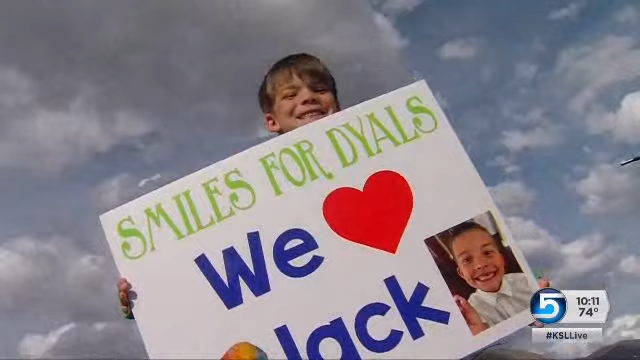 SMILES FOR DYALS
We
Jack
5 10:11
74°
#KSLLive